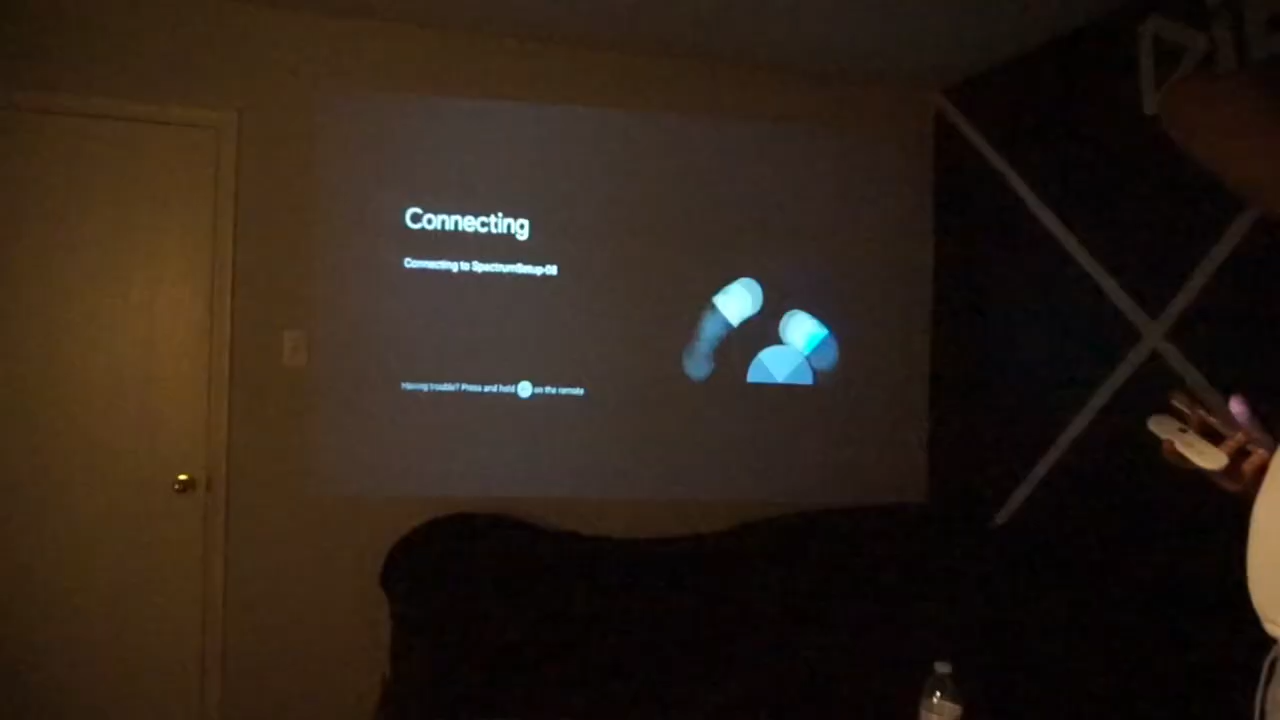 Connecting
Connecting to SpectrumSetup-08
Having trouble? Press and hold on the remote